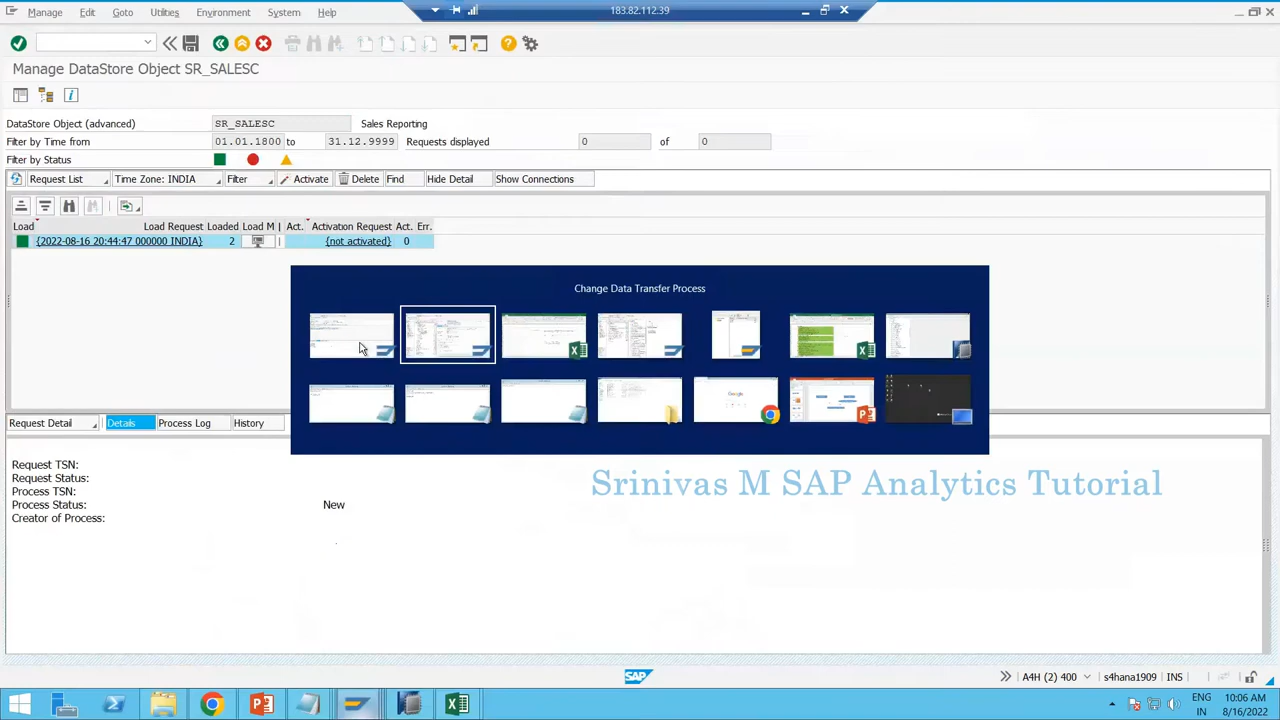 Manage Edit Goto Utilities Environment System Help
183.82.112.39
Manage DataStore Object SR_SALESC
DataStore Object (advanced) SR_SALESC Sales Reporting
Filter by Time from 01.01.1800 to 31.12.9999 Requests displayed 0 of 0
Filter by Status
Request List Time Zone: INDIA Filter Activate Delete Find Hide Detail Show Connections
Load Load Request Loaded Load M Act. Activation Request Act. Err.
{2022-08-16 20:44:47 000000 INDIA} 2 {not activated} 0
Change Data Transfer Process
Request Detail Details Process Log History
Request TSN:
Request Status:
Process TSN:
Process Status: New
Creator of Process:
Srinivas M SAP Analytics Tutorial
SAP
A4H (2) 400 s4hana1909 INS
ENG 10:06 AM
IN 8/16/2022